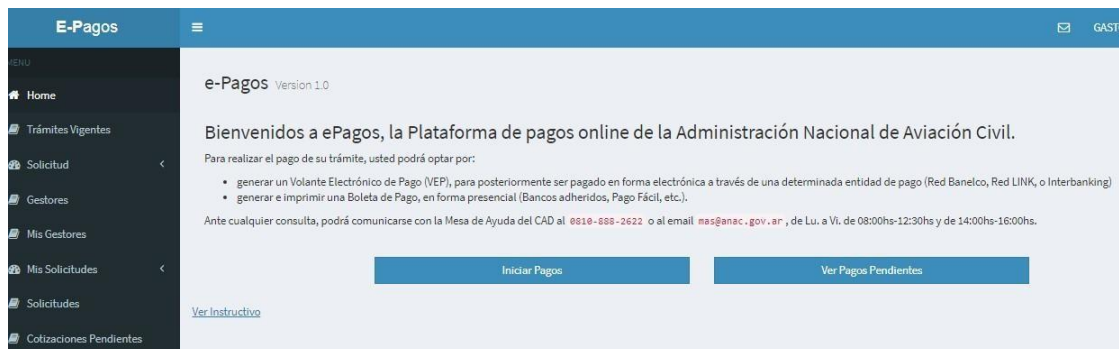 E-Pagos
GAST
MENU
Home
e-Pagos Version 1.0
Trámites Vigentes
Bienvenidos a ePagos, la Plataforma de pagos online de la Administración Nacional de Aviación Civil.
Para realizar el pago de su trámite, usted podrá optar por:
Solicitud
generar un Volante Electrónico de Pago (VEP), para posteriormente ser pagado en forma electrónica a través de una determinada entidad de pago (Red Banelco, Red LINK, o Interbanking)
Gestores
generar e imprimir una Boleta de Pago, en forma presencial (Bancos adheridos, Pago Fácil, etc.).
Ante cualquier consulta, podrá comunicarse con la Mesa de Ayuda del CAD al 0810-888-2622 o al email mas@anac.gov.ar, de Lu. a Vi. de 08:00hs-12:30hs y de 14:00hs-16:00hs.
Mis Gestores
Mis Solicitudes
Iniciar Pagos
Ver Pagos Pendientes
Solicitudes
Ver Instructivo
Cotizaciones Pendientes